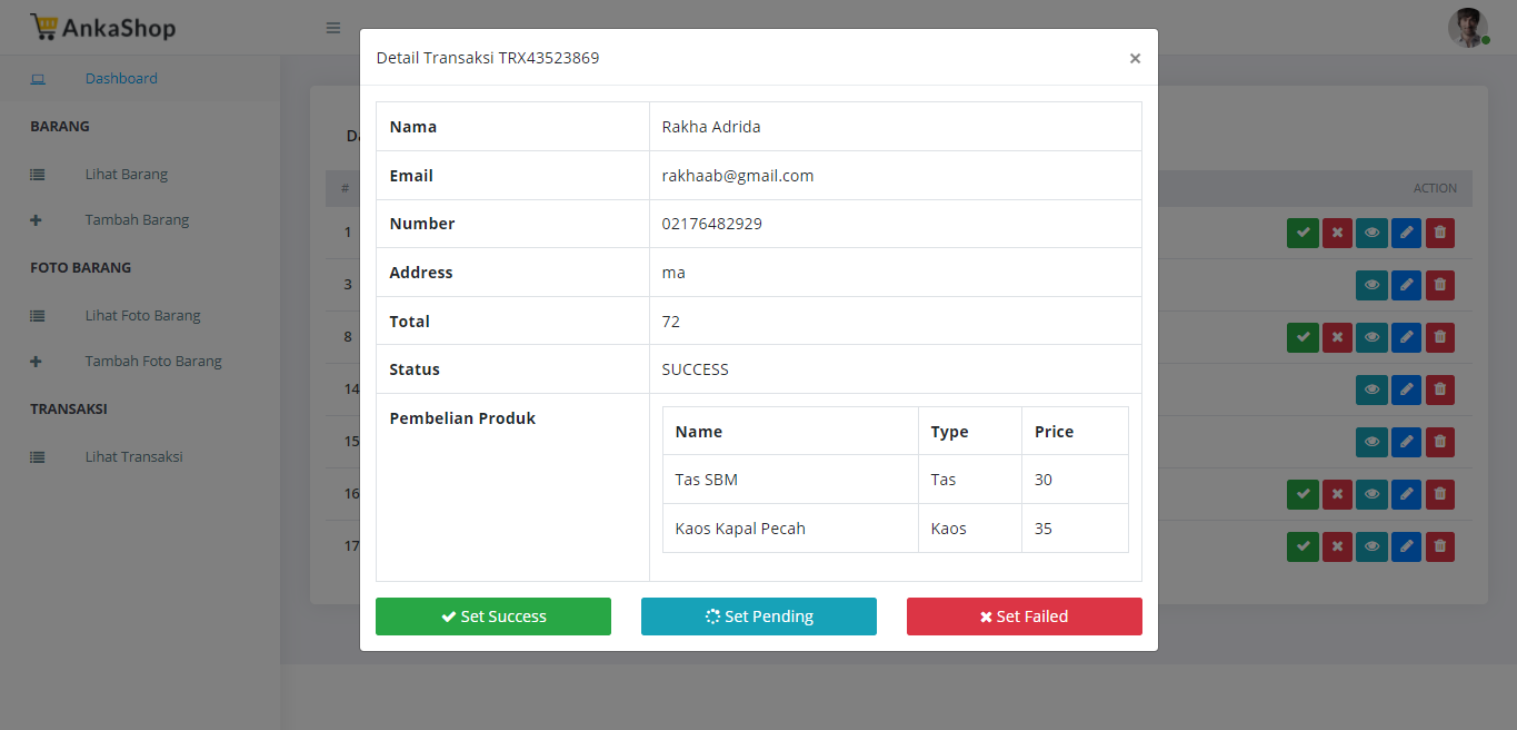 AnkaShop
Detail Transaksi TRX43523869 ×
Dashboard
BARANG
Lihat Barang
Tambah Barang
FOTO BARANG
Lihat Foto Barang
Tambah Foto Barang
TRANSAKSI
Lihat Transaksi
# ACTION
1
3
8
14
15
16
17
Nama Rakha Adrida
Email rakhaab@gmail.com
Number 02176482929
Address ma
Total 72
Status SUCCESS
Pembelian Produk
Name Type Price
Tas SBM Tas 30
Kaos Kapal Pecah Kaos 35
Set Success Set Pending Set Failed